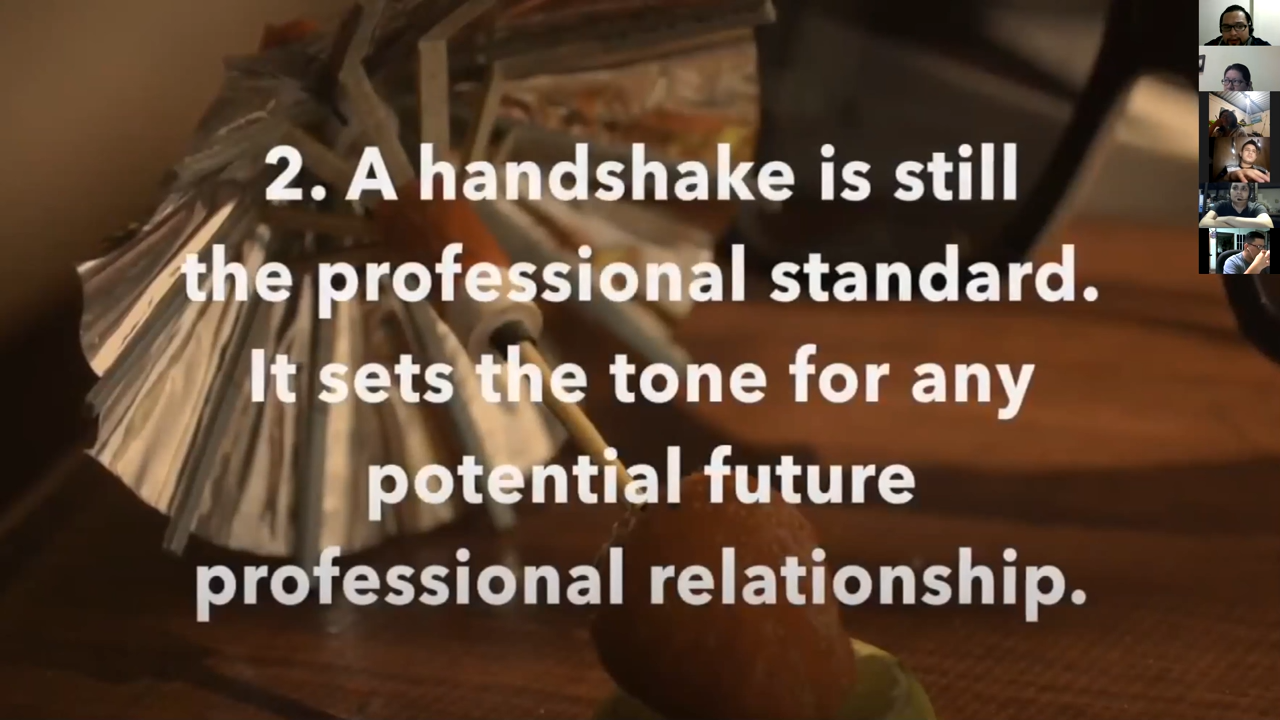 2. A handshake is still
the professional standard.
It sets the tone for any
potential future
professional relationship.